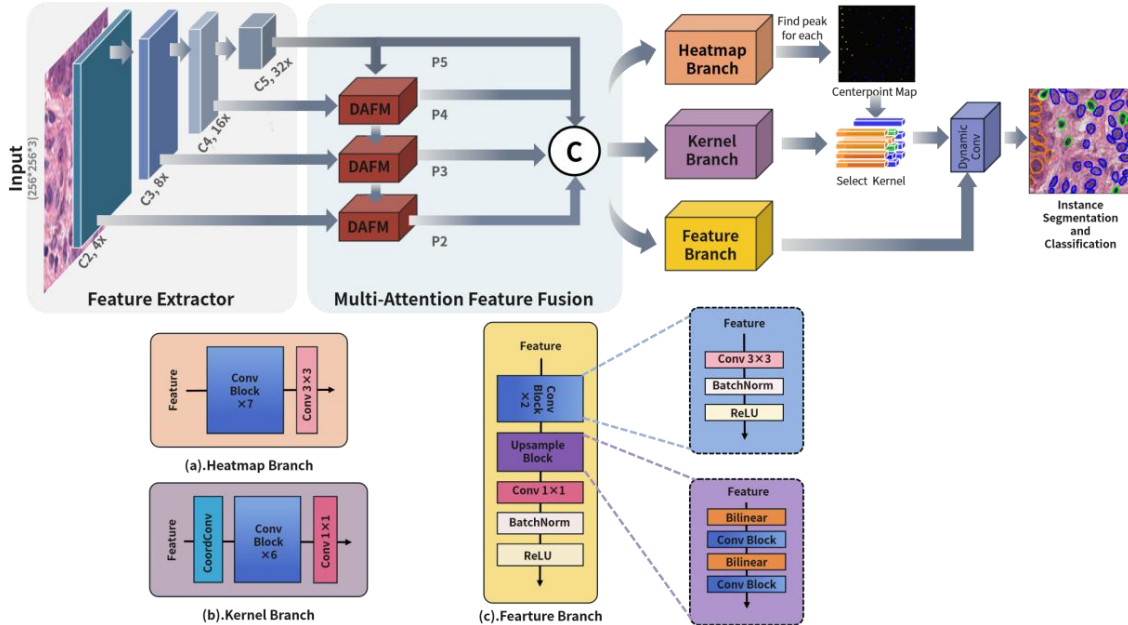 Input
(256*256*3)
C2, 4x
C3, 8x
C4, 16x
C5, 32x
Feature Extractor
DAFM
DAFM
DAFM
P5
P4
P3
P2
C
Multi-Attention Feature Fusion
Heatmap
Branch
Kernel
Branch
Feature
Branch
Find peak
for each
Centerpoint Map
Select Kernel
Dynamic
Conv
Instance
Segmentation
and
Classification
Feature
Conv
Block
×7
Conv 3×3
(a).Heatmap Branch
Feature
CoordConv
Conv
Block
×6
Conv 1×1
(b).Kernel Branch
Feature
Conv
Block
×2
Upsample
Block
Conv 1×1
BatchNorm
ReLU
(c).Fearture Branch
Feature
Conv 3×3
BatchNorm
ReLU
Feature
Bilinear
Conv Block
Bilinear
Conv Block